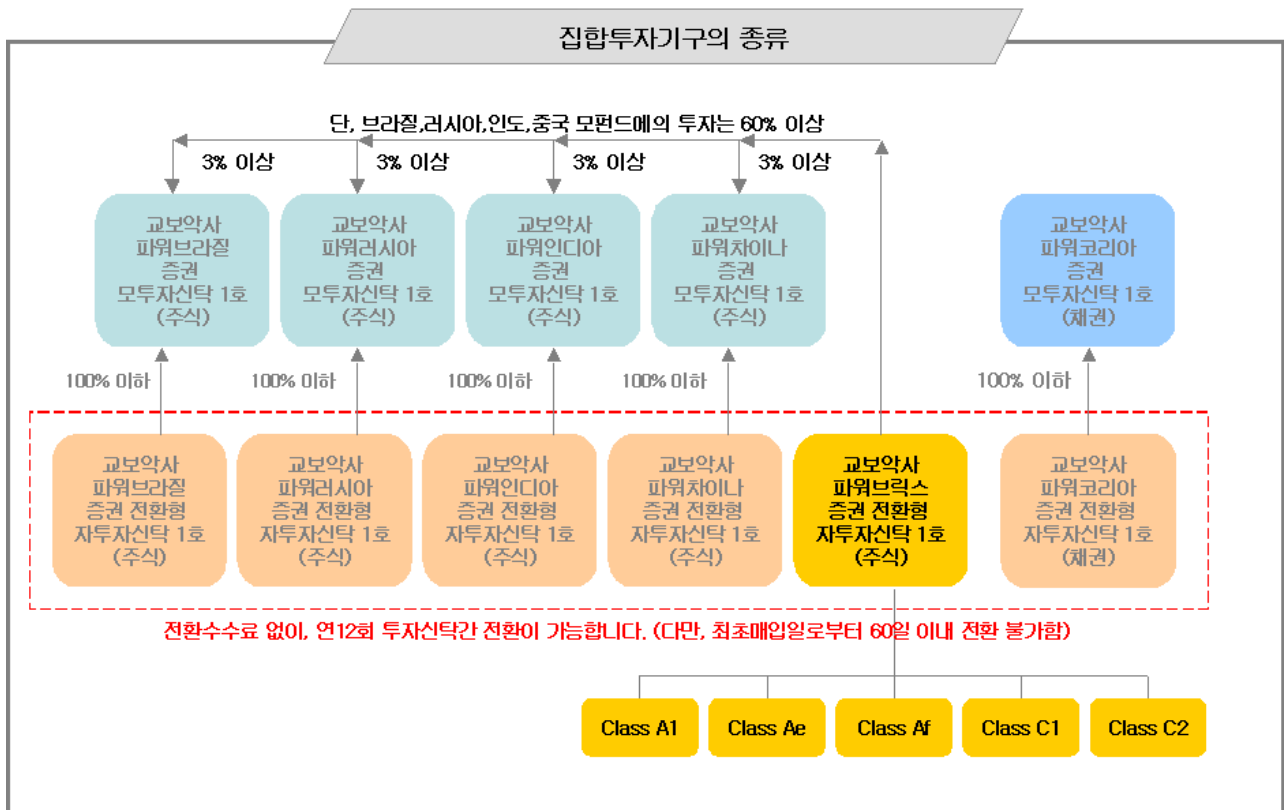 집합투자기구의 종류
단, 브라질,러시아,인도,중국 모펀드에의 투자는 60% 이상
3% 이상
3% 이상
3% 이상
3% 이상
교보악사
파워브라질
증권
모투자신탁 1호
(주식)
교보악사
파워러시아
증권
모투자신탁 1호
(주식)
교보악사
파워인디아
증권
모투자신탁 1호
(주식)
교보악사
파워차이나
증권
모투자신탁 1호
(주식)
교보악사
파워코리아
증권
모투자신탁 1호
(채권)
100% 이하
100% 이하
100% 이하
100% 이하
100% 이하
교보악사
파워브라질
증권 전환형
자투자신탁 1호
(주식)
교보악사
파워러시아
증권 전환형
자투자신탁 1호
(주식)
교보악사
파워인디아
증권 전환형
자투자신탁 1호
(주식)
교보악사
파워차이나
증권 전환형
자투자신탁 1호
(주식)
교보악사
파워브릭스
증권 전환형
자투자신탁 1호
(주식)
교보악사
파워코리아
증권 전환형
자투자신탁 1호
(채권)
전환수수료 없이, 연12회 투자신탁간 전환이 가능합니다. (다만, 최초매입일로부터 60일 이내 전환 불가함)
Class A1
Class Ae
Class Af
Class C1
Class C2